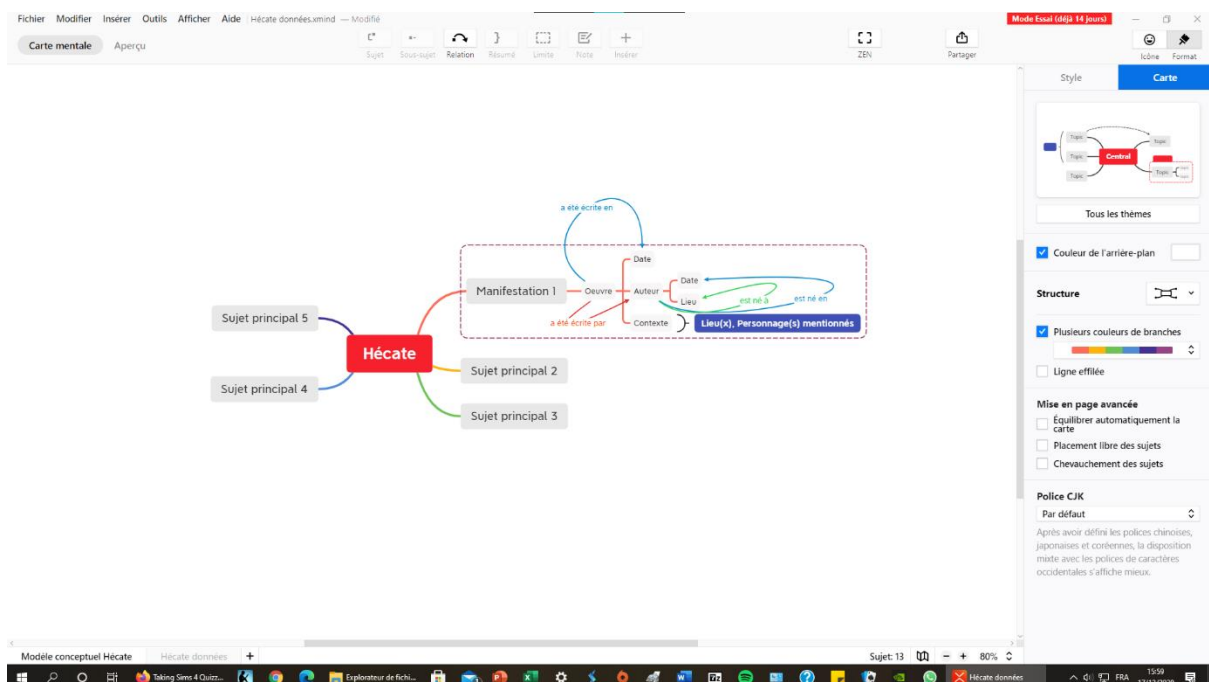 Fichier Modifier Insérer Outils Afficher Aide Hécate données.xmind — Modifié
Mode Essai (déjà 14 jours)
Carte mentale Aperçu
Sujet Sous-sujet Relation Résumé Limite Note Insérer
ZEN Partager
Icône Format
Style Carte
Topic Topic
Topic Central
Topic Topic
Tous les thèmes
Couleur de l'arrière-plan
Structure
Plusieurs couleurs de branches
Ligne effilée
Mise en page avancée
Équilibrer automatiquement la
carte
Placement libre des sujets
Chevauchement des sujets
Police CJK
Par défaut
Après avoir défini les polices chinoises,
japonaises et coréennes, la disposition
mixte avec les polices de caractères
occidentales s'affiche mieux.
a été écrite en
Date
Manifestation 1 Oeuvre Auteur Date
Lieu est né à est né en
a été écrite par Contexte Lieu(x), Personnage(s) mentionnés
Sujet principal 5
Hécate
Sujet principal 4
Sujet principal 2
Sujet principal 3
Modèle conceptuel Hécate Hécate données +
Sujet: 13 − + 80%
Taking Sims 4 Quizz... Explorateur de fichi... Hécate données FRA 15:59